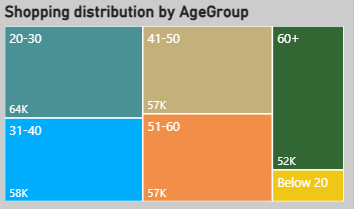 Shopping distribution by AgeGroup
20-30
64K
41-50
57K
60+
52K
31-40
58K
51-60
57K
Below 20